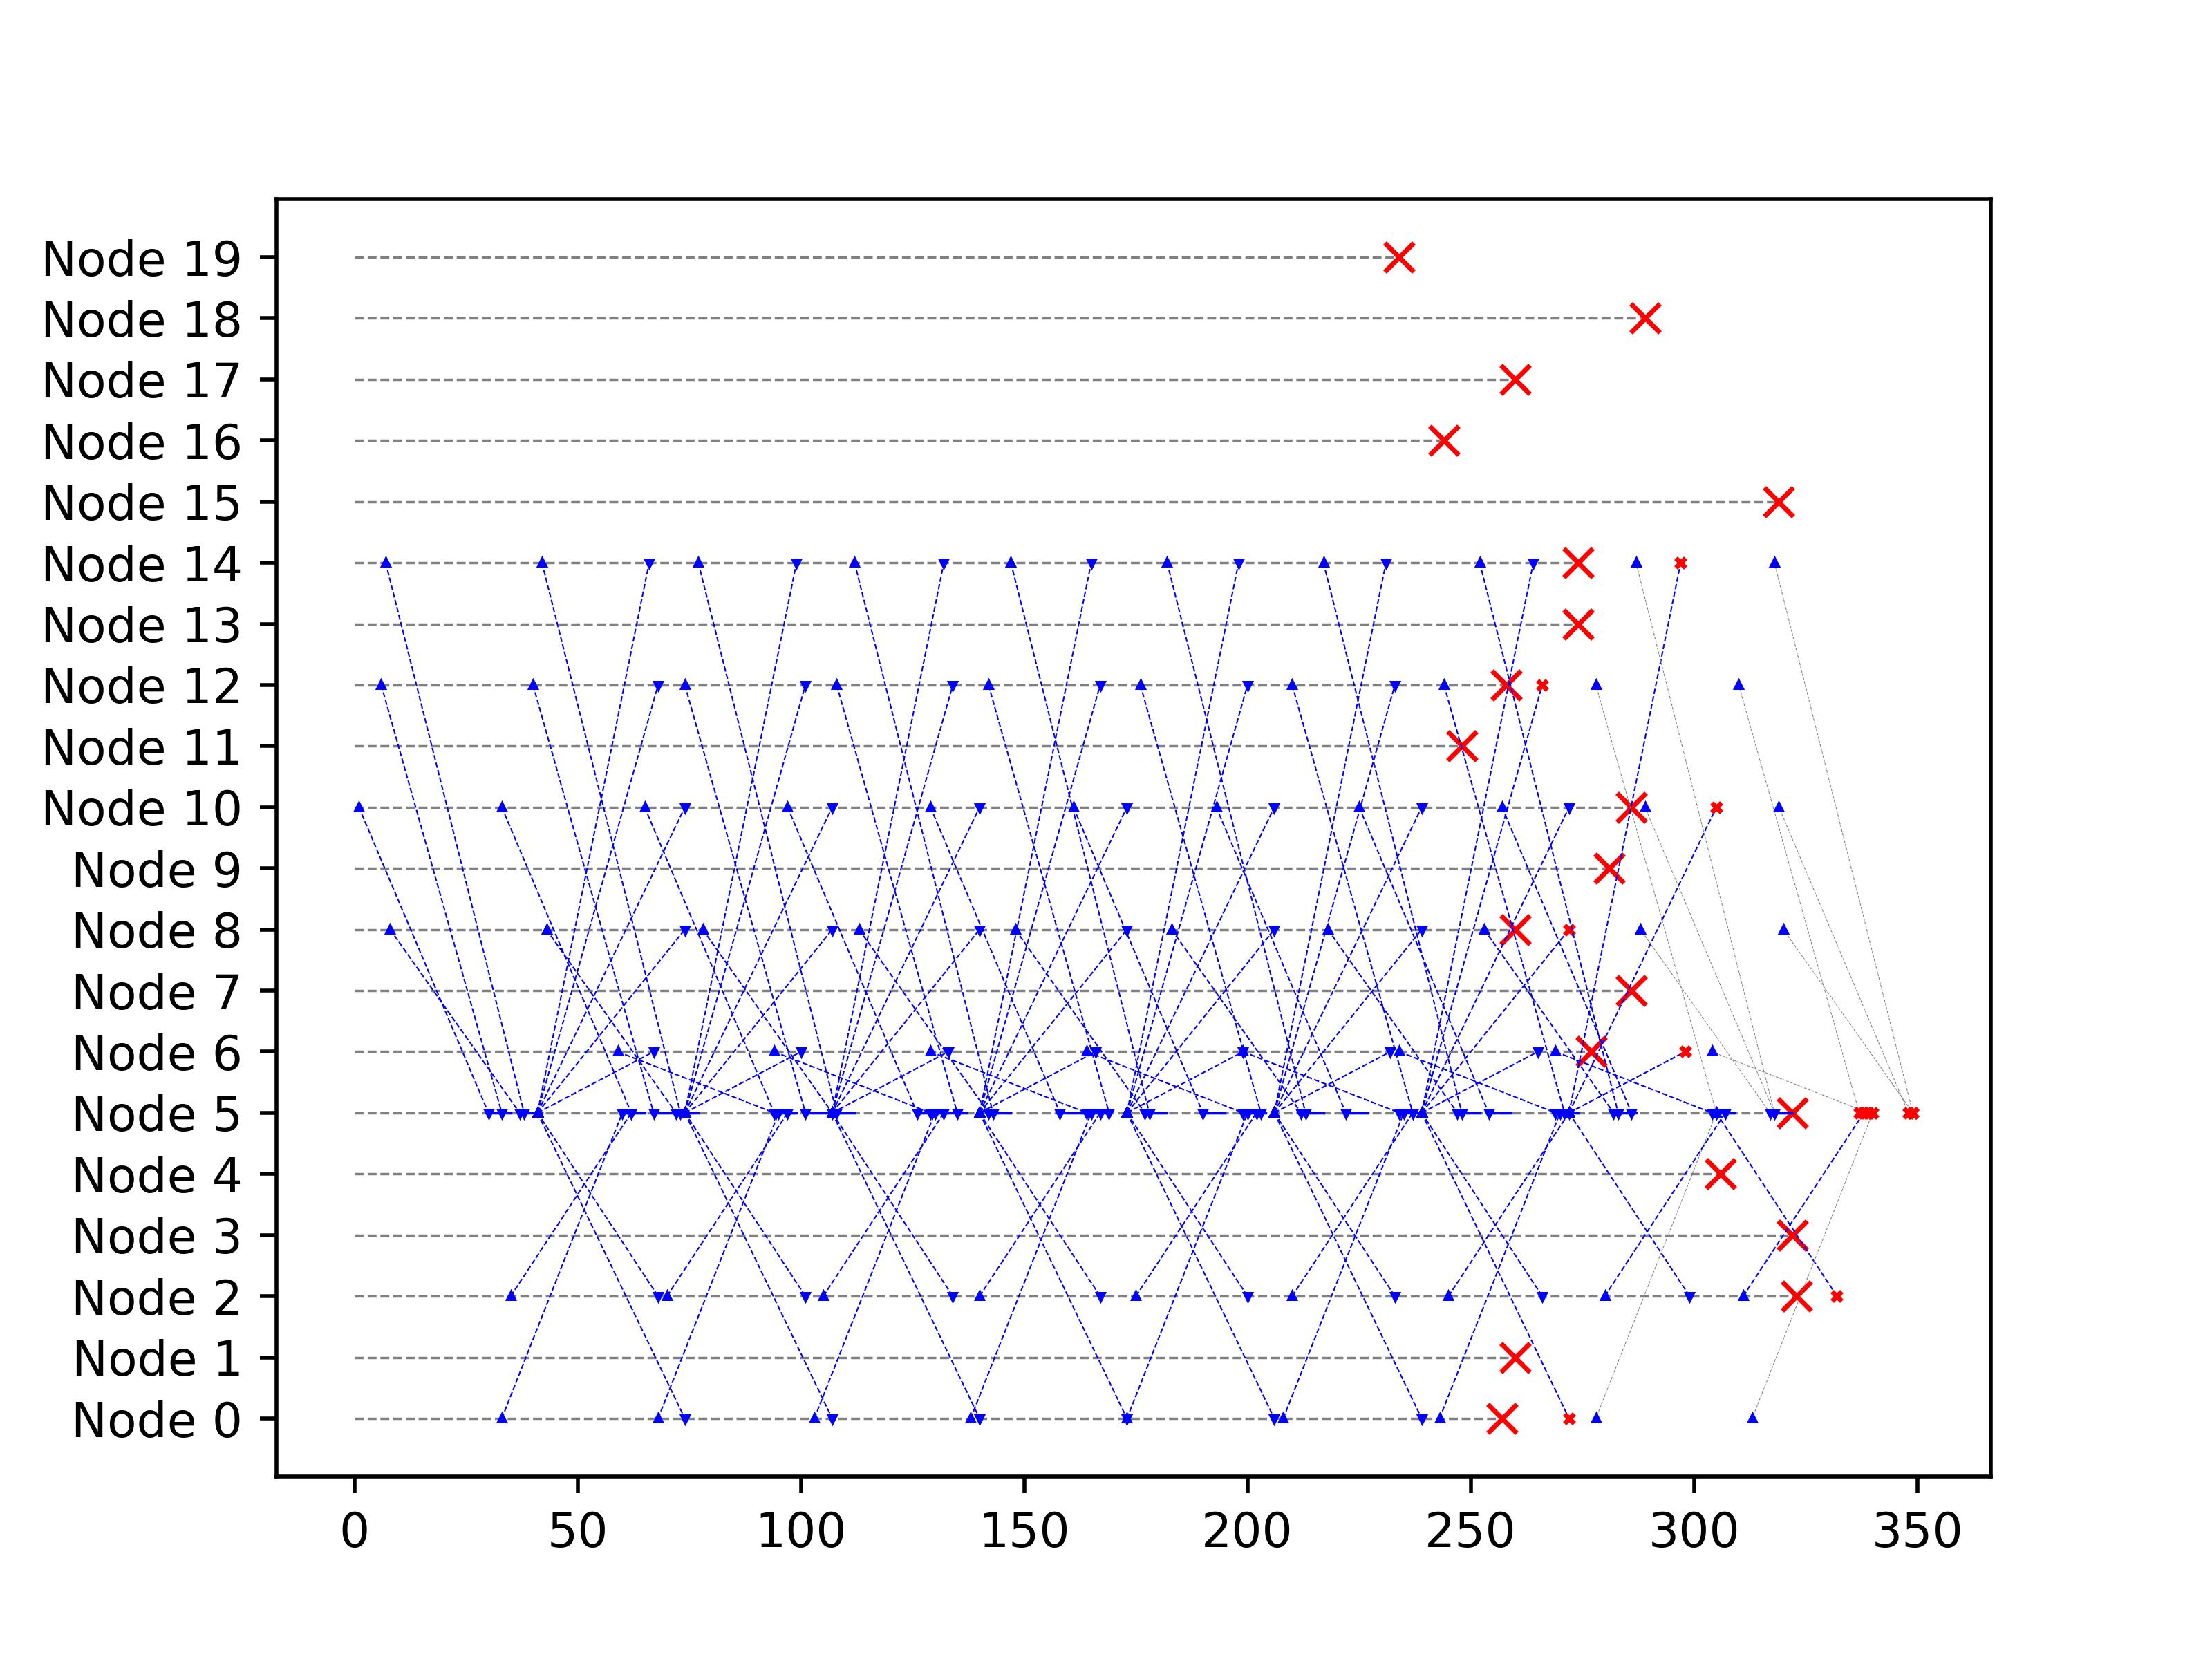 Node 19
Node 18
Node 17
Node 16
Node 15
Node 14
Node 13
Node 12
Node 11
Node 10
Node 9
Node 8
Node 7
Node 6
Node 5
Node 4
Node 3
Node 2
Node 1
Node 0
0 50 100 150 200 250 300 350